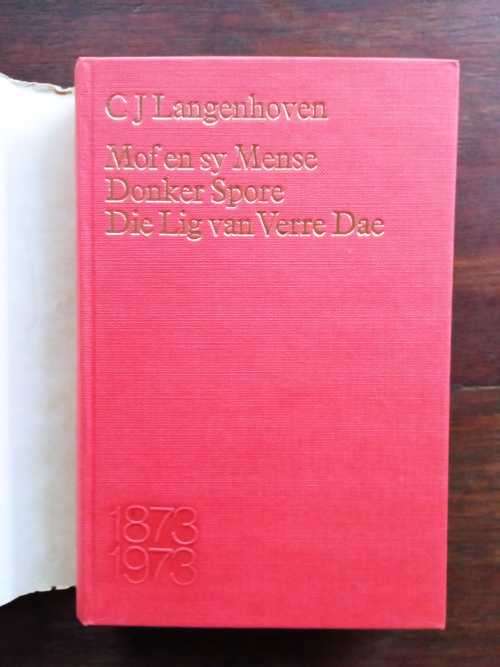 C J Langenhoven
Mof en sy Mense
Donker Spore
Die Lig van Verre Dae
1873
1973